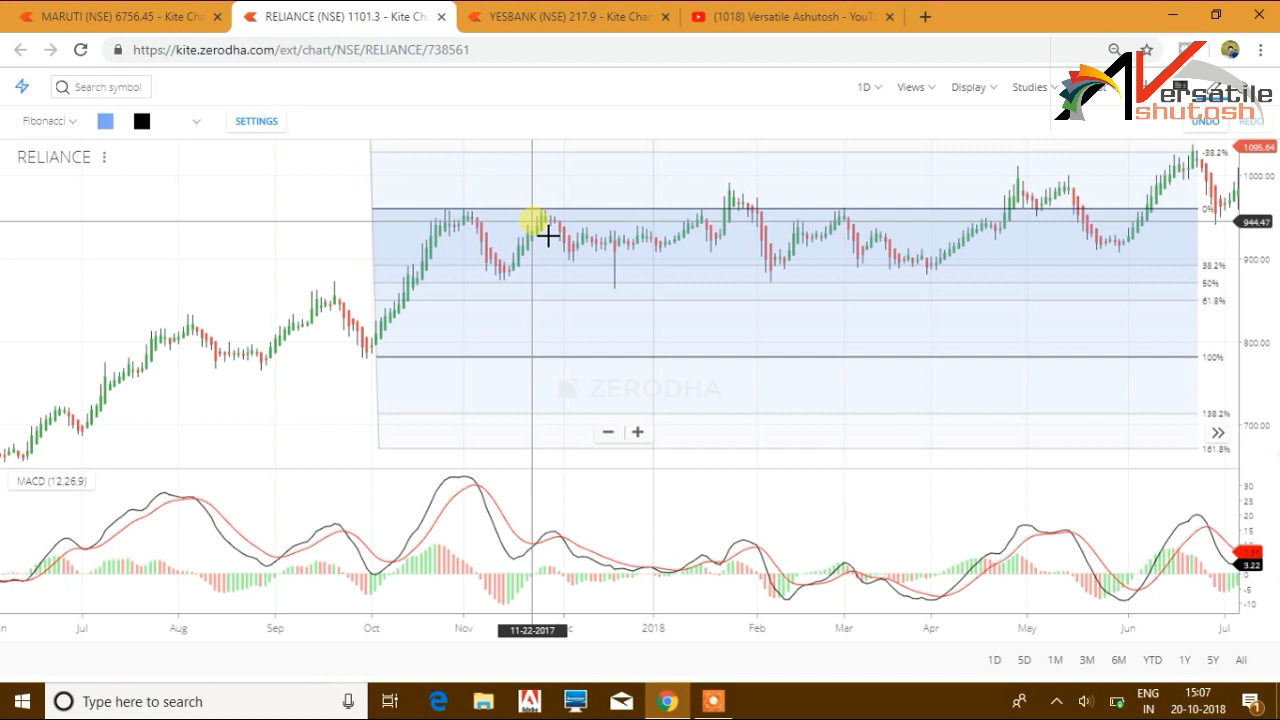 MARUTI (NSE) 6756.45 - Kite Cha
RELIANCE (NSE) 1101.3 - Kite Ch
YESBANK (NSE) 217.9 - Kite Char
(1018) Versatile Ashutosh - YouT
https://kite.zerodha.com/ext/chart/NSE/RELIANCE/738561
Search symbol
1D
Views
Display
Studies
Versatile
shutosh
Fibonacci
SETTINGS
UNDO
REDO
RELIANCE
-38.2%
0%
38.2%
50%
61.8%
100%
138.2%
161.8%
1095.64
1000.00
944.47
900.00
800.00
700.00
ZERODHA
MACD (12,26,9)
30
25
20
15
3.22
0
-5
-10
Jul
Aug
Sep
Oct
Nov
11-22-2017
2018
Feb
Mar
Apr
May
Jun
Jul
1D
5D
1M
3M
6M
YTD
1Y
5Y
All
Type here to search
ENG
IN
15:07
20-10-2018
1